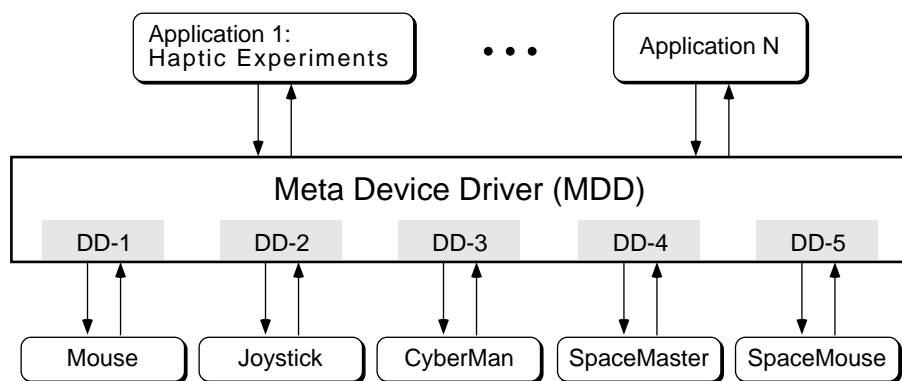 Application 1:
Haptic Experiments
Application N
Meta Device Driver (MDD)
DD-1
DD-2
DD-3
DD-4
DD-5
Mouse
Joystick
CyberMan
SpaceMaster
SpaceMouse